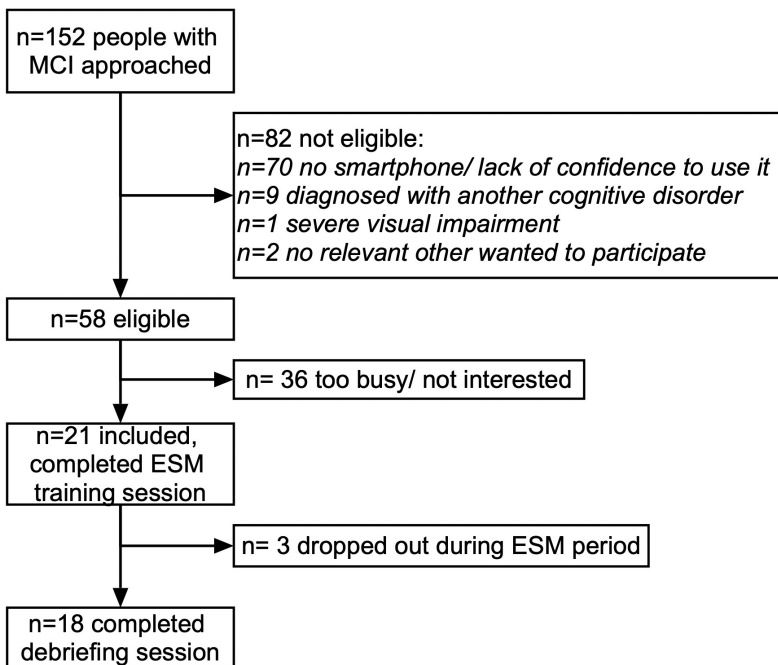 n=152 people with
MCI approached
n=82 not eligible:
n=70 no smartphone/ lack of confidence to use it
n=9 diagnosed with another cognitive disorder
n=1 severe visual impairment
n=2 no relevant other wanted to participate
n=58 eligible
n= 36 too busy/ not interested
n=21 included,
completed ESM
training session
n= 3 dropped out during ESM period
n=18 completed
debriefing session